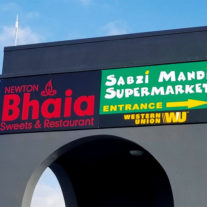 NEWTON
Bhaia
Sweets & Restaurant
SABZI MANDI
SUPERMARKET
ENTRANCE
WESTERN
UNION WU